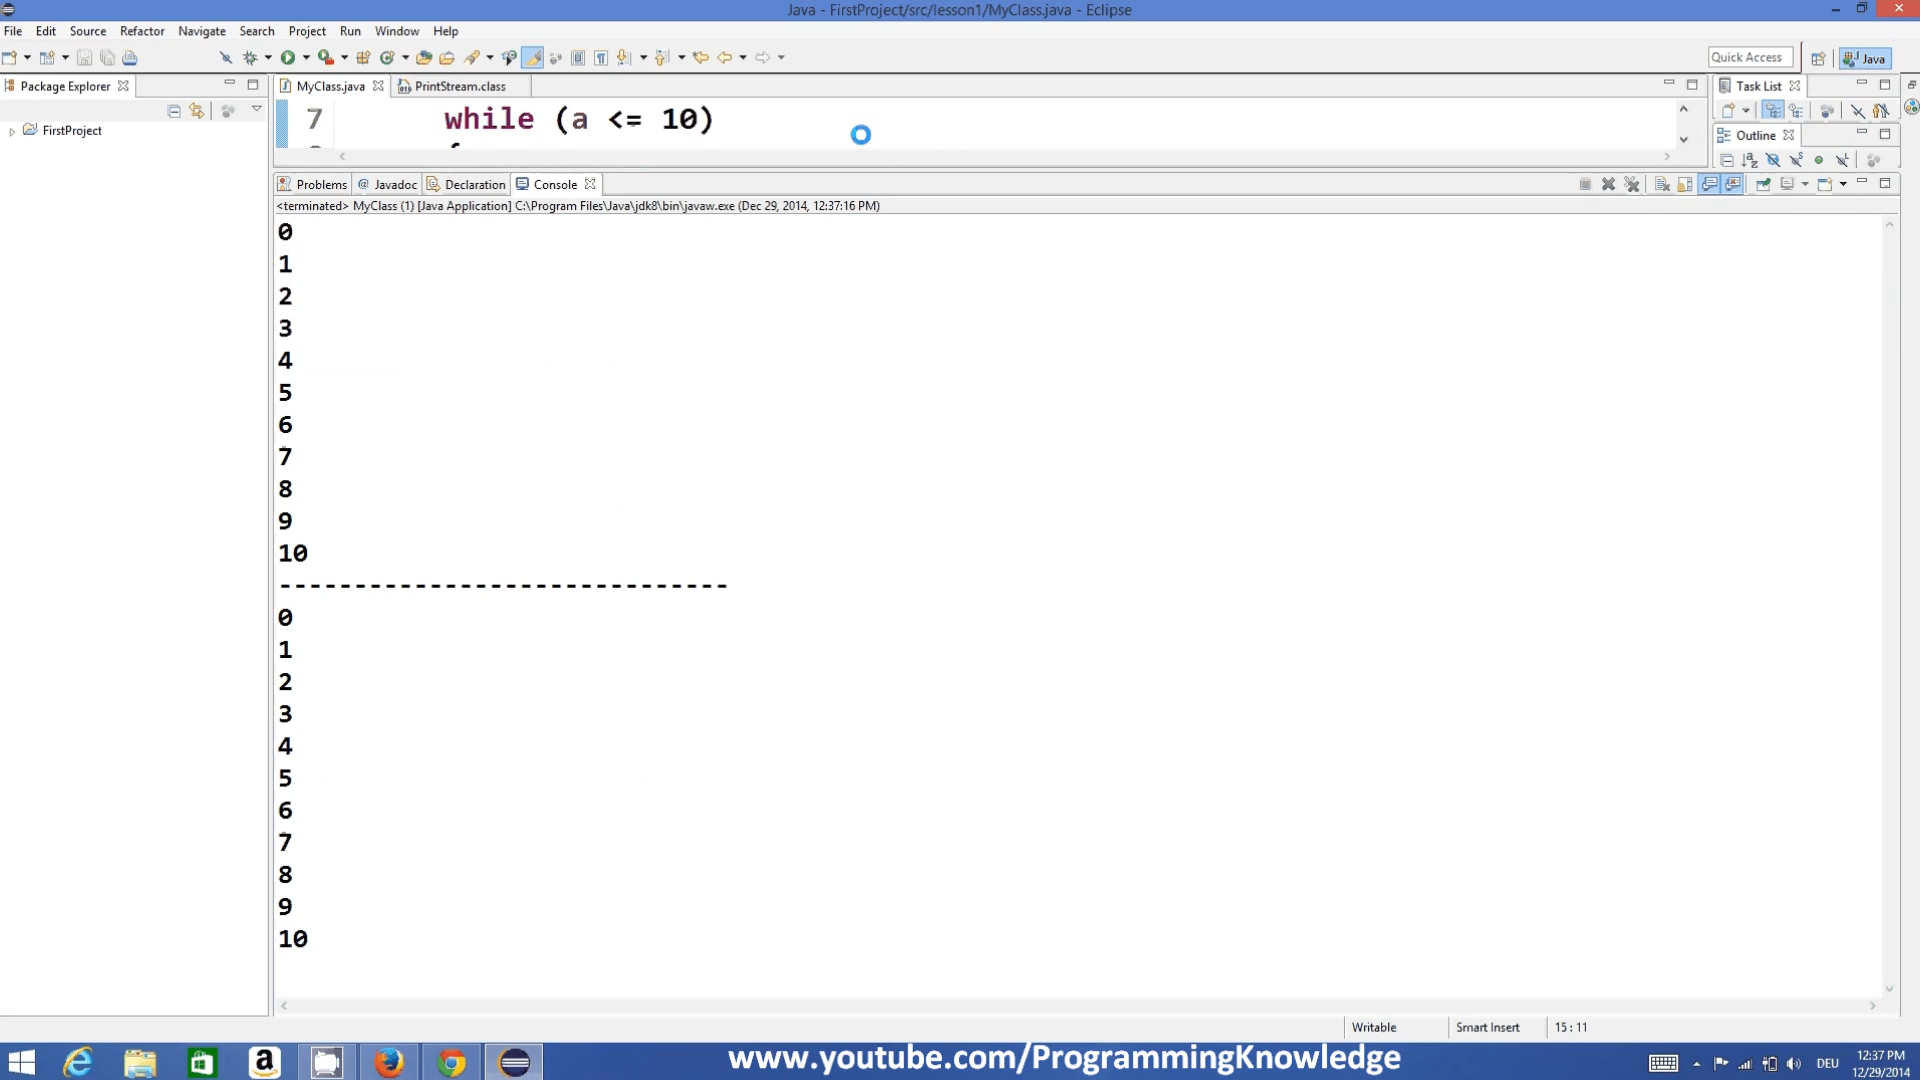 Java - FirstProject/src/lesson1/MyClass.java - Eclipse
File Edit Source Refactor Navigate Search Project Run Window Help
Quick Access Java
Package Explorer MyClass.java PrintStream.class Task List
7 while (a <= 10)
FirstProject
Outline
Problems @ Javadoc Declaration Console
<terminated> MyClass (1) [Java Application] C:\Program Files\Java\jdk8\bin\javaw.exe (Dec 29, 2014, 12:37:16 PM)
0
1
2
3
4
5
6
7
8
9
10
------------------------------
0
1
2
3
4
5
6
7
8
9
10
Writable Smart Insert 15 : 11
www.youtube.com/ProgrammingKnowledge
DEU
12:37 PM
12/29/2014